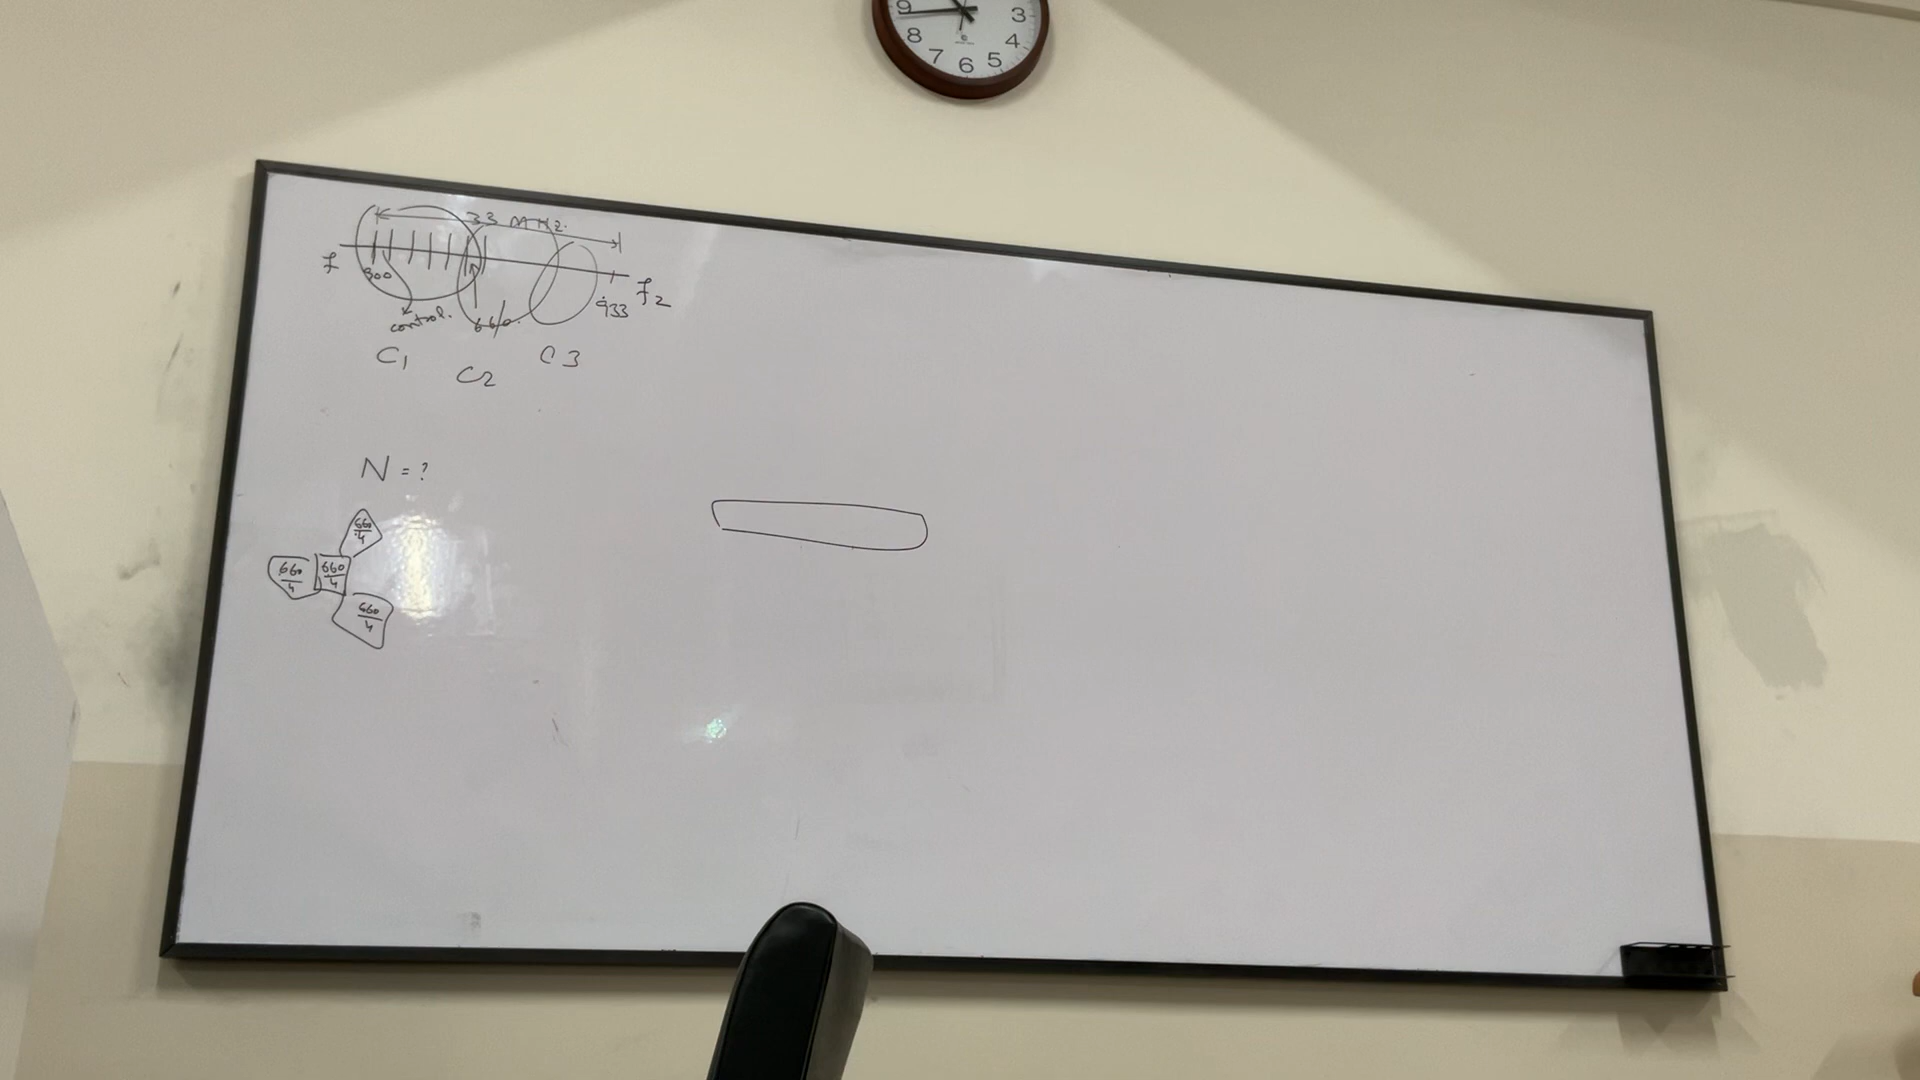 9 3
8 4
7 6 5
33 MHz.
f
900
933
f2
control.
660.
C1
C2
C3
N = ?
660/4
660/4
660/4
660/4